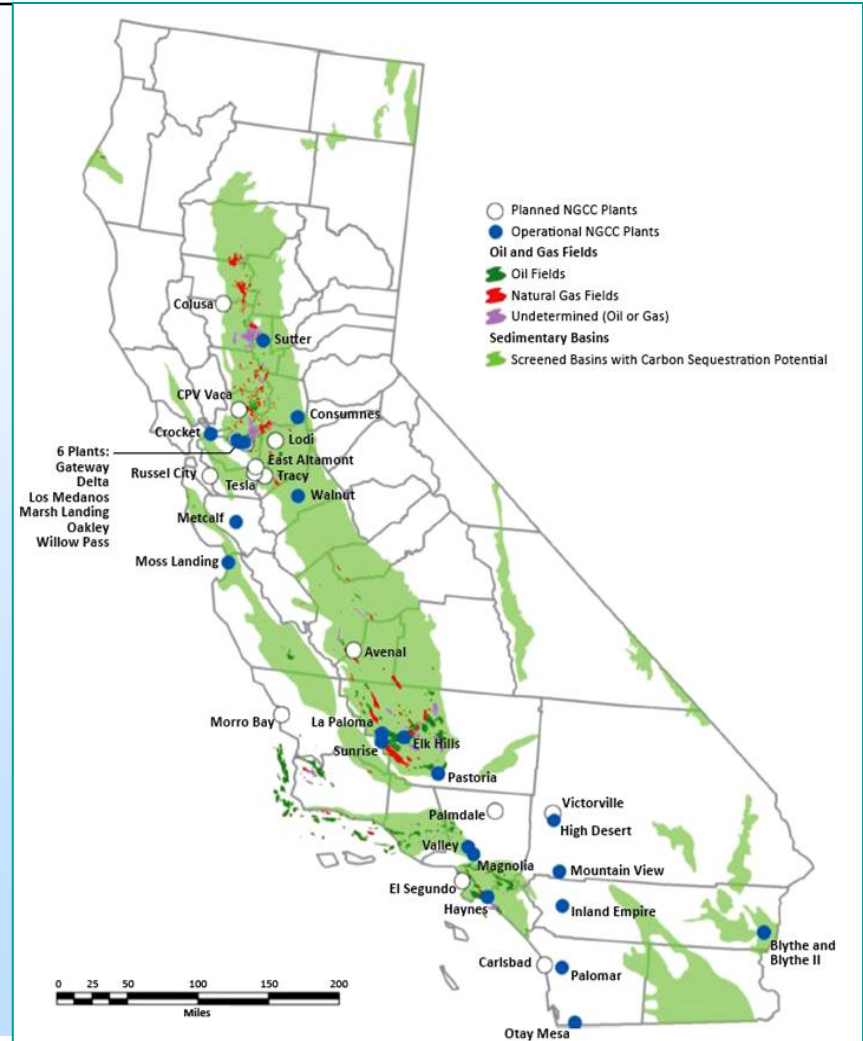 Planned NGCC Plants
Operational NGCC Plants
Oil and Gas Fields
Oil Fields
Natural Gas Fields
Undetermined (Oil or Gas)
Sedimentary Basins
Screened Basins with Carbon Sequestration Potential
Colusa
Sutter
CPV Vaca
Consumnes
Crocket
Lodi
6 Plants:
Gateway
Delta
Los Medanos
Marsh Landing
Oakley
Willow Pass
East Altamont
Russel City
Tesla
Tracy
Walnut
Metcalf
Moss Landing
Avenal
Morro Bay
La Paloma
Sunrise
Elk Hills
Pastoria
Palmdale
Victorville
High Desert
Valley
Magnolia
Mountain View
El Segundo
Haynes
Inland Empire
Blythe and
Blythe II
Carlsbad
Palomar
Otay Mesa
0 25 50 100 150 200
Miles